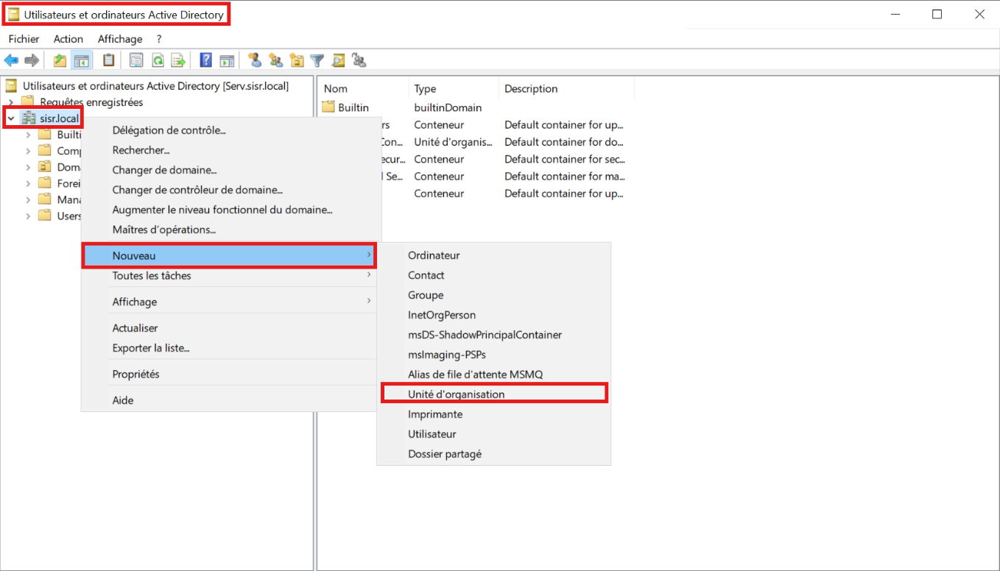 Utilisateurs et ordinateurs Active Directory
Fichier Action Affichage ?
Utilisateurs et ordinateurs Active Directory [Serv.sisr.local]
Requêtes enregistrées
sisr.local
Builti
Comp
Doma
Forei
Mana
Users
Nom Type Description
Builtin builtinDomain
rs Conteneur Default container for up...
Con... Unité d'organis... Default container for do...
ecur... Conteneur Default container for sec...
l Se... Conteneur Default container for ma...
Conteneur Default container for up...
Délégation de contrôle...
Rechercher...
Changer de domaine...
Changer de contrôleur de domaine...
Augmenter le niveau fonctionnel du domaine...
Maîtres d'opérations...
Nouveau
Toutes les tâches
Affichage
Actualiser
Exporter la liste...
Propriétés
Aide
Ordinateur
Contact
Groupe
InetOrgPerson
msDS-ShadowPrincipalContainer
msImaging-PSPs
Alias de file d'attente MSMQ
Unité d'organisation
Imprimante
Utilisateur
Dossier partagé